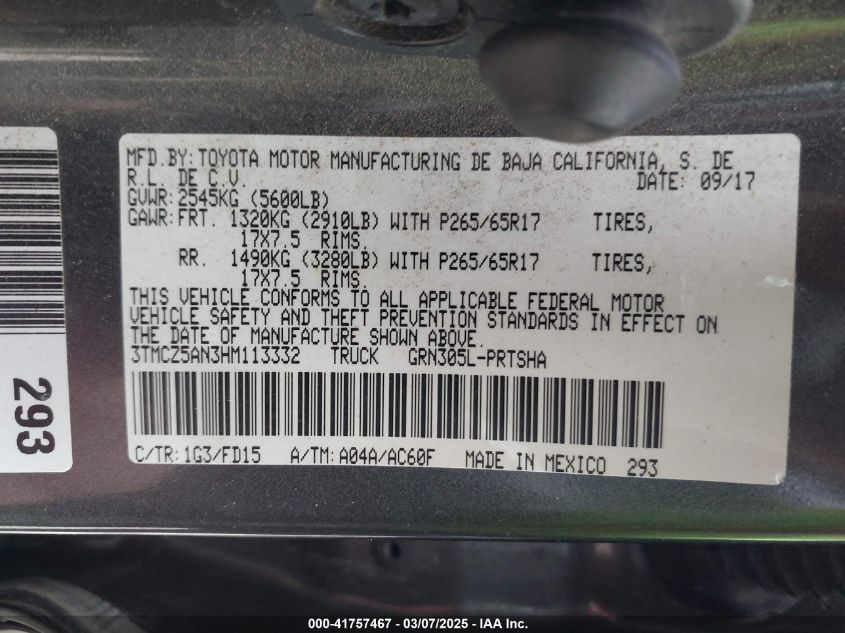 MFD.BY: TOYOTA MOTOR MANUFACTURING DE BAJA CALIFORNIA, S. DE
R.L. DE C.V. DATE: 09/17
GVWR: 2545KG (5600LB)
GAWR: FRT. 1320KG (2910LB) WITH P265/65R17 TIRES,
17X7.5 RIMS.
RR. 1490KG (3280LB) WITH P265/65R17 TIRES,
17X7.5 RIMS.
THIS VEHICLE CONFORMS TO ALL APPLICABLE FEDERAL MOTOR
VEHICLE SAFETY AND THEFT PREVENTION STANDARDS IN EFFECT ON
THE DATE OF MANUFACTURE SHOWN ABOVE.
3TMCZ5AN3HM113332 TRUCK GRN305L-PRTSHA
C/TR: 1G3/FD15 A/TM: A04A/AC60F MADE IN MEXICO 293
293
000-41757467 — 03/07/2025 - IAA, Inc.